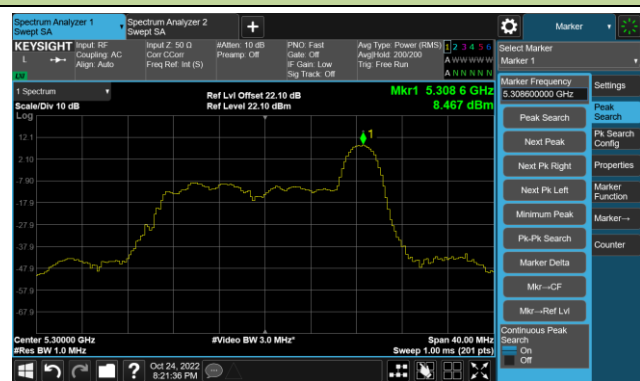 Spectrum Analyzer 1
Swept SA
Spectrum Analyzer 2
Swept SA
+
Marker
KEYSIGHT
L
LV
Input: RF
Coupling: AC
Align: Auto
Input Z: 50 Ω
Corr CCorr
Freq Ref: Int (S)
#Atten: 10 dB
Preamp: Off
PNO: Fast
Gate: Off
IF Gain: Low
Sig Track: Off
Avg Type: Power (RMS)
Avg|Hold: 200/200
Trig: Free Run
1 2 3 4 5 6
A W W W W W
A N N N N N
Select Marker
Marker 1
1 Spectrum
Scale/Div 10 dB
Log
Ref Lvl Offset 22.10 dB
Ref Level 22.10 dBm
Mkr1 5.308 6 GHz
8.467 dBm
1
12.1
2.10
-7.90
-17.9
-27.9
-37.9
-47.9
-57.9
-67.9
Center 5.30000 GHz
#Res BW 1.0 MHz
#Video BW 3.0 MHz*
Span 40.00 MHz
Sweep 1.00 ms (201 pts)
Marker Frequency
5.308600000 GHz
Peak Search
Next Peak
Next Pk Right
Next Pk Left
Minimum Peak
Pk-Pk Search
Marker Delta
Mkr→CF
Mkr→Ref Lvl
Continuous Peak
Search
On
Off
Settings
Peak
Search
Pk Search
Config
Properties
Marker
Function
Marker→
Counter
?
Oct 24, 2022
8:21:36 PM